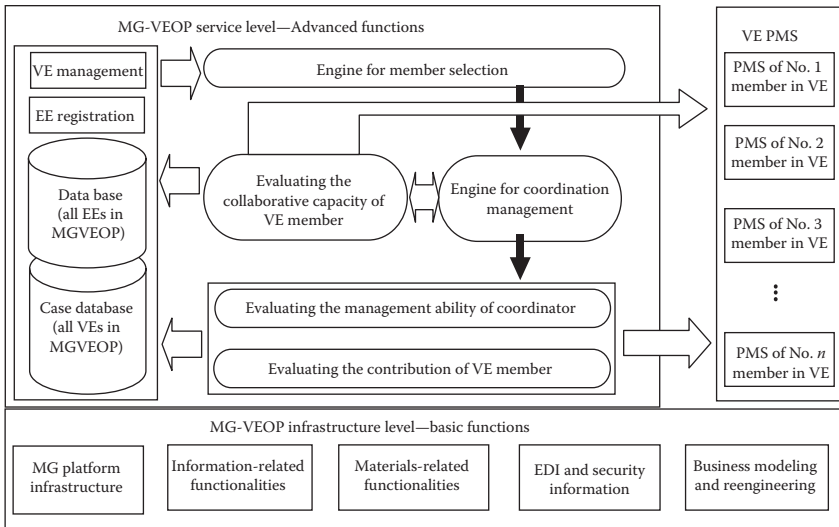 MG-VEOP service level—Advanced functions
VE management
EE registration
Data base
(all EEs in
MGVEOP)
Case database
(all VEs in
MGVEOP)
Engine for member selection
Evaluating the
collaborative capacity of
VE member
Engine for coordination
management
Evaluating the management ability of coordinator
Evaluating the contribution of VE member
VE PMS
PMS of No. 1
member in VE
PMS of No. 2
member in VE
PMS of No. 3
member in VE
PMS of No. n
member in VE
MG-VEOP infrastructure level—basic functions
MG platform
infrastructure
Information-related
functionalities
Materials-related
functionalities
EDI and security
information
Business modeling
and reengineering